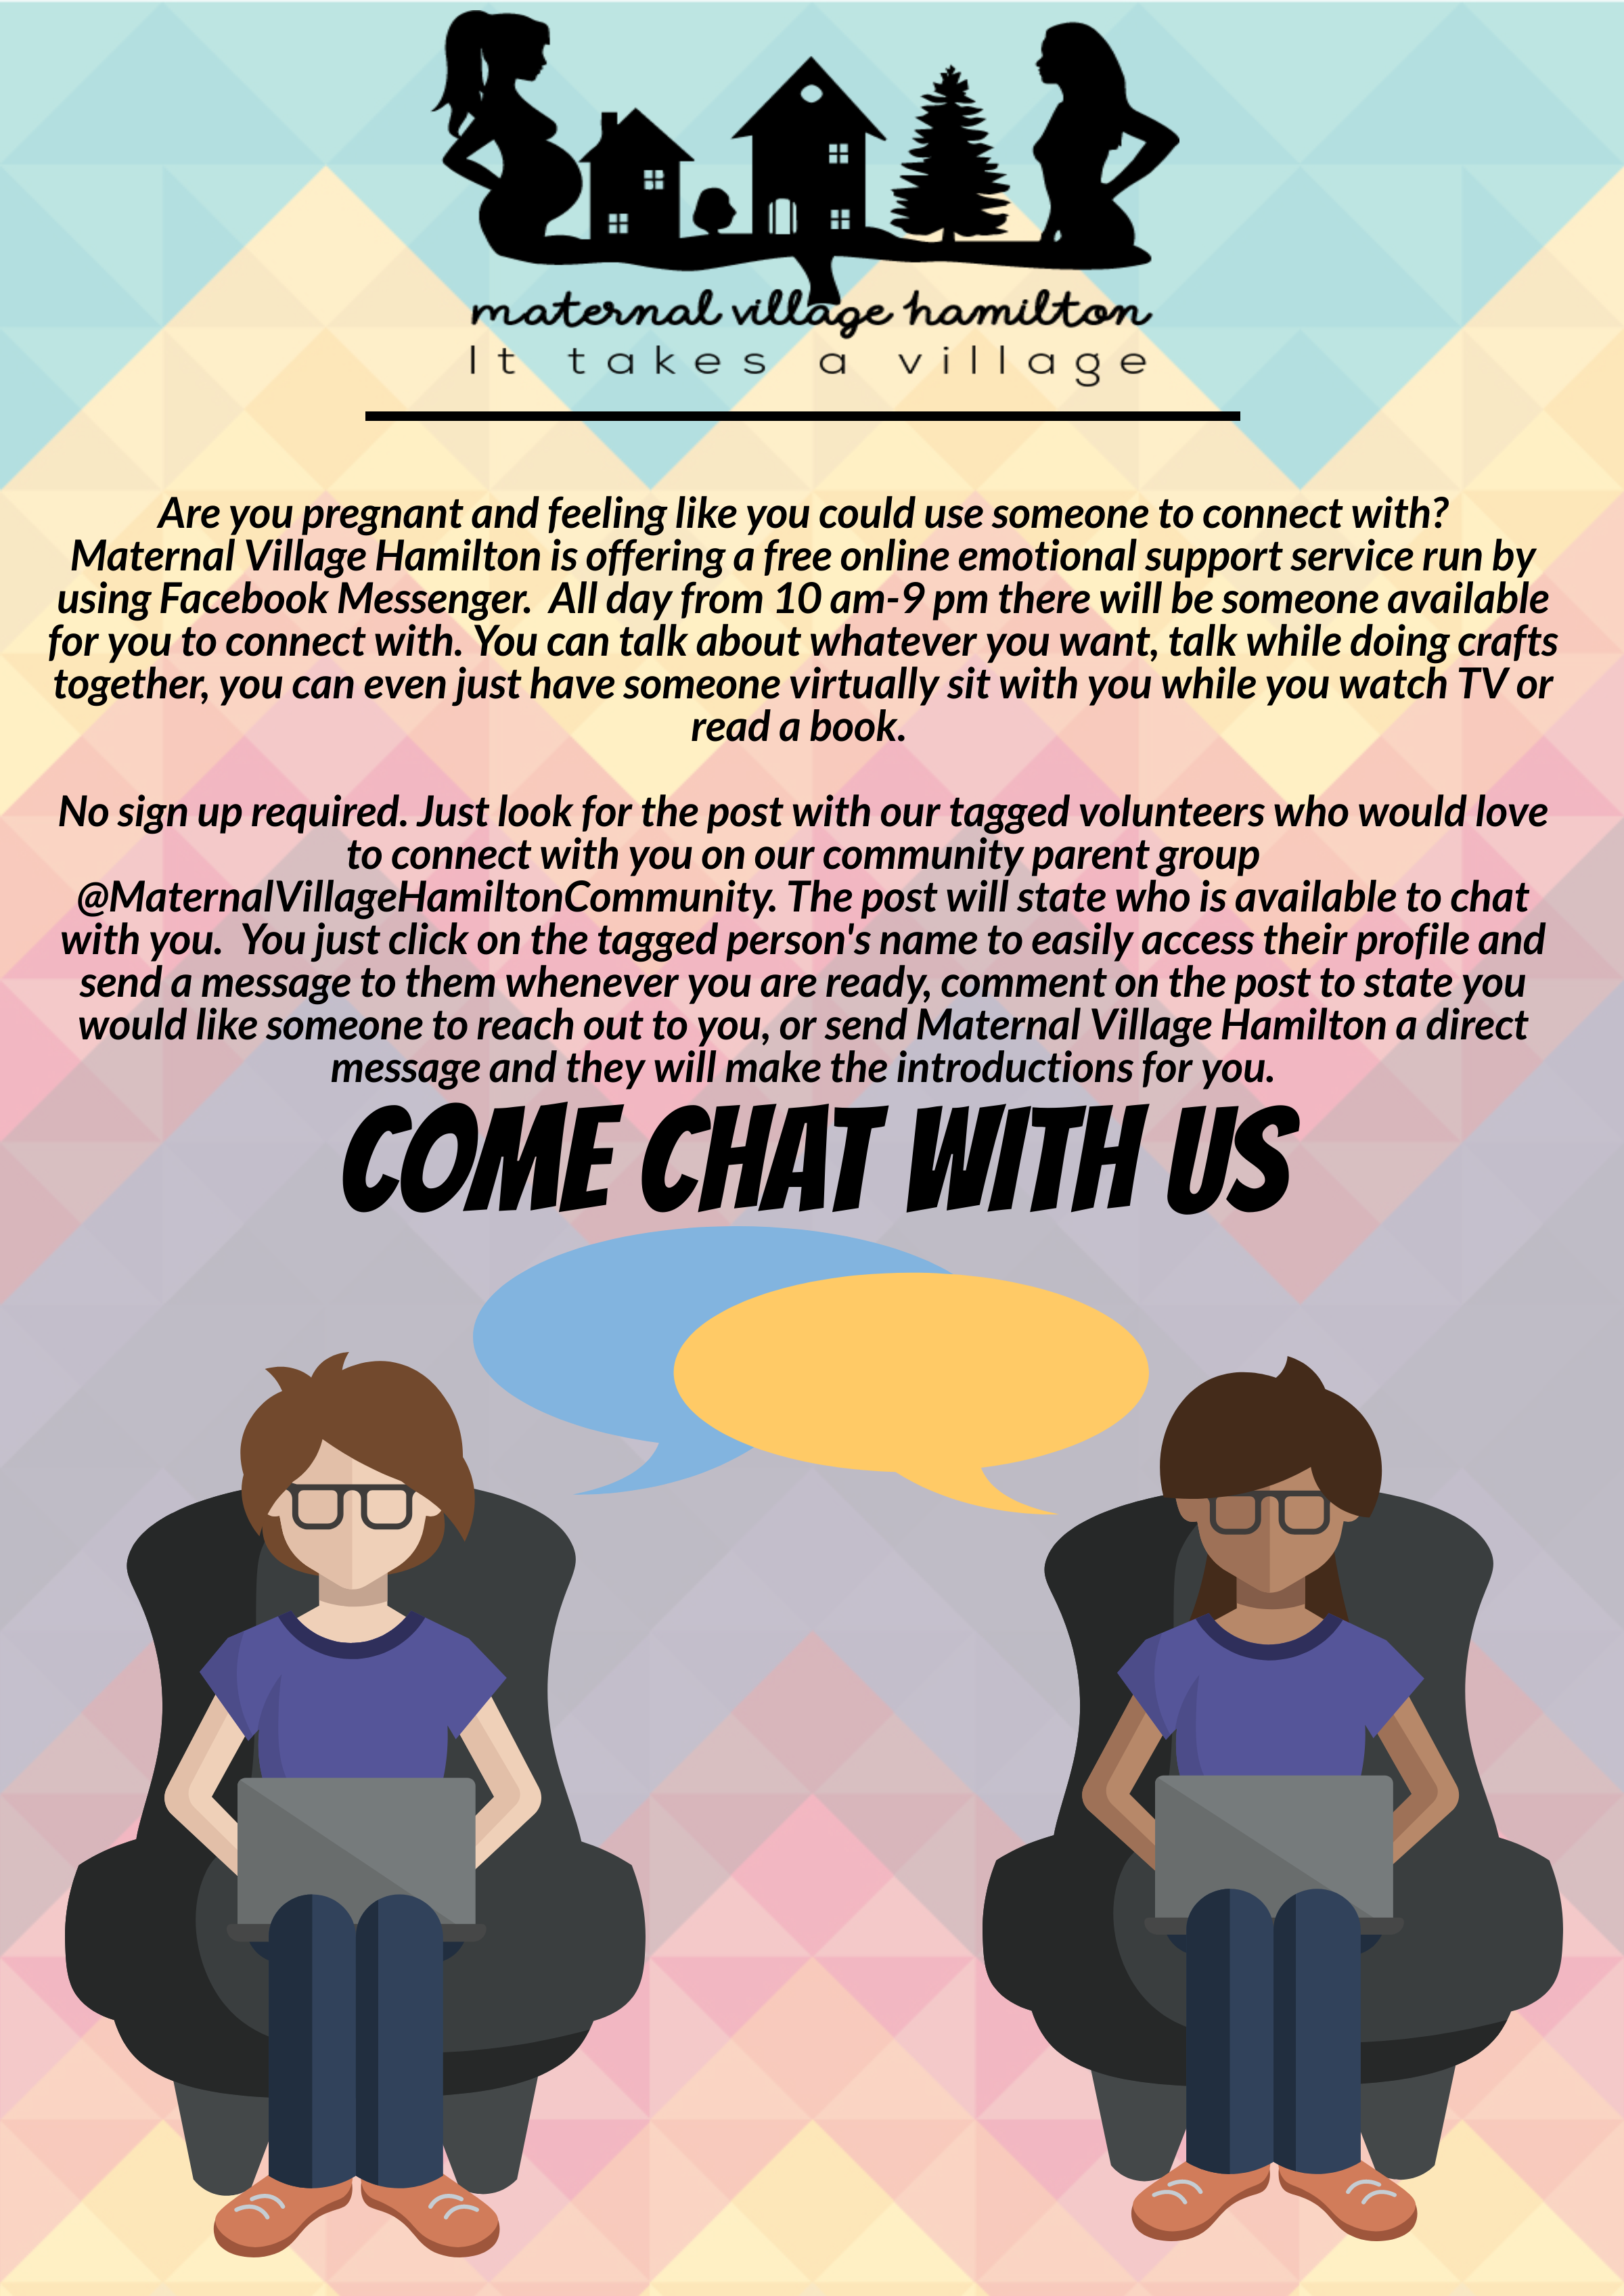 maternal village hamilton
It takes a village
Are you pregnant and feeling like you could use someone to connect with?
Maternal Village Hamilton is offering a free online emotional support service run by
using Facebook Messenger.  All day from 10 am-9 pm there will be someone available
for you to connect with. You can talk about whatever you want, talk while doing crafts
together, you can even just have someone virtually sit with you while you watch TV or
read a book.
No sign up required. Just look for the post with our tagged volunteers who would love
to connect with you on our community parent group
@MaternalVillageHamiltonCommunity. The post will state who is available to chat
with you.  You just click on the tagged person's name to easily access their profile and
send a message to them whenever you are ready, comment on the post to state you
would like someone to reach out to you, or send Maternal Village Hamilton a direct
message and they will make the introductions for you.
COME CHAT WITH US